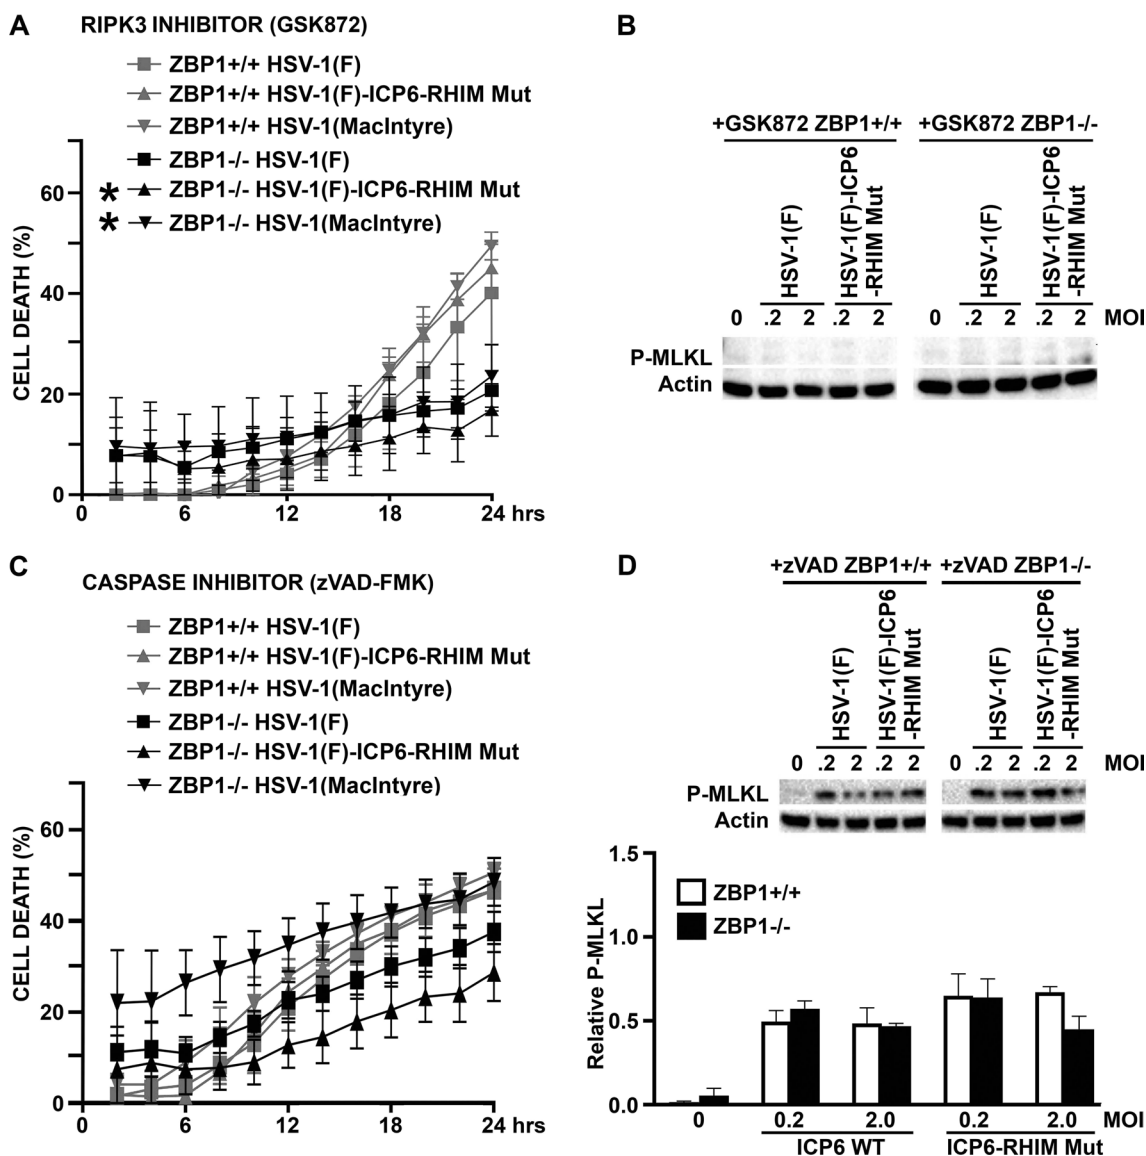 A
RIPK3 INHIBITOR (GSK872)
ZBP1+/+ HSV-1(F)
ZBP1+/+ HSV-1(F)-ICP6-RHIM Mut
ZBP1+/+ HSV-1(MacIntyre)
ZBP1-/- HSV-1(F)
* ZBP1-/- HSV-1(F)-ICP6-RHIM Mut
* ZBP1-/- HSV-1(MacIntyre)
CELL DEATH (%)
60
40
20
0
0 6 12 18 24 hrs
B
+GSK872 ZBP1+/+ +GSK872 ZBP1-/-
HSV-1(F)
HSV-1(F)-ICP6
-RHIM Mut
HSV-1(F)
HSV-1(F)-ICP6
-RHIM Mut
0 .2 2 .2 2 0 .2 2 .2 2 MOI
P-MLKL
Actin
C
CASPASE INHIBITOR (zVAD-FMK)
ZBP1+/+ HSV-1(F)
ZBP1+/+ HSV-1(F)-ICP6-RHIM Mut
ZBP1+/+ HSV-1(MacIntyre)
ZBP1-/- HSV-1(F)
ZBP1-/- HSV-1(F)-ICP6-RHIM Mut
ZBP1-/- HSV-1(MacIntyre)
CELL DEATH (%)
60
40
20
0
0 6 12 18 24 hrs
D
+zVAD ZBP1+/+ +zVAD ZBP1-/-
HSV-1(F)
HSV-1(F)-ICP6
-RHIM Mut
HSV-1(F)
HSV-1(F)-ICP6
-RHIM Mut
0 .2 2 .2 2 0 .2 2 .2 2 MOI
P-MLKL
Actin
Relative P-MLKL
1.5
1.0
0.5
0.0
ZBP1+/+
ZBP1-/-
0 0.2 2.0 0.2 2.0 MOI
ICP6 WT ICP6-RHIM Mut